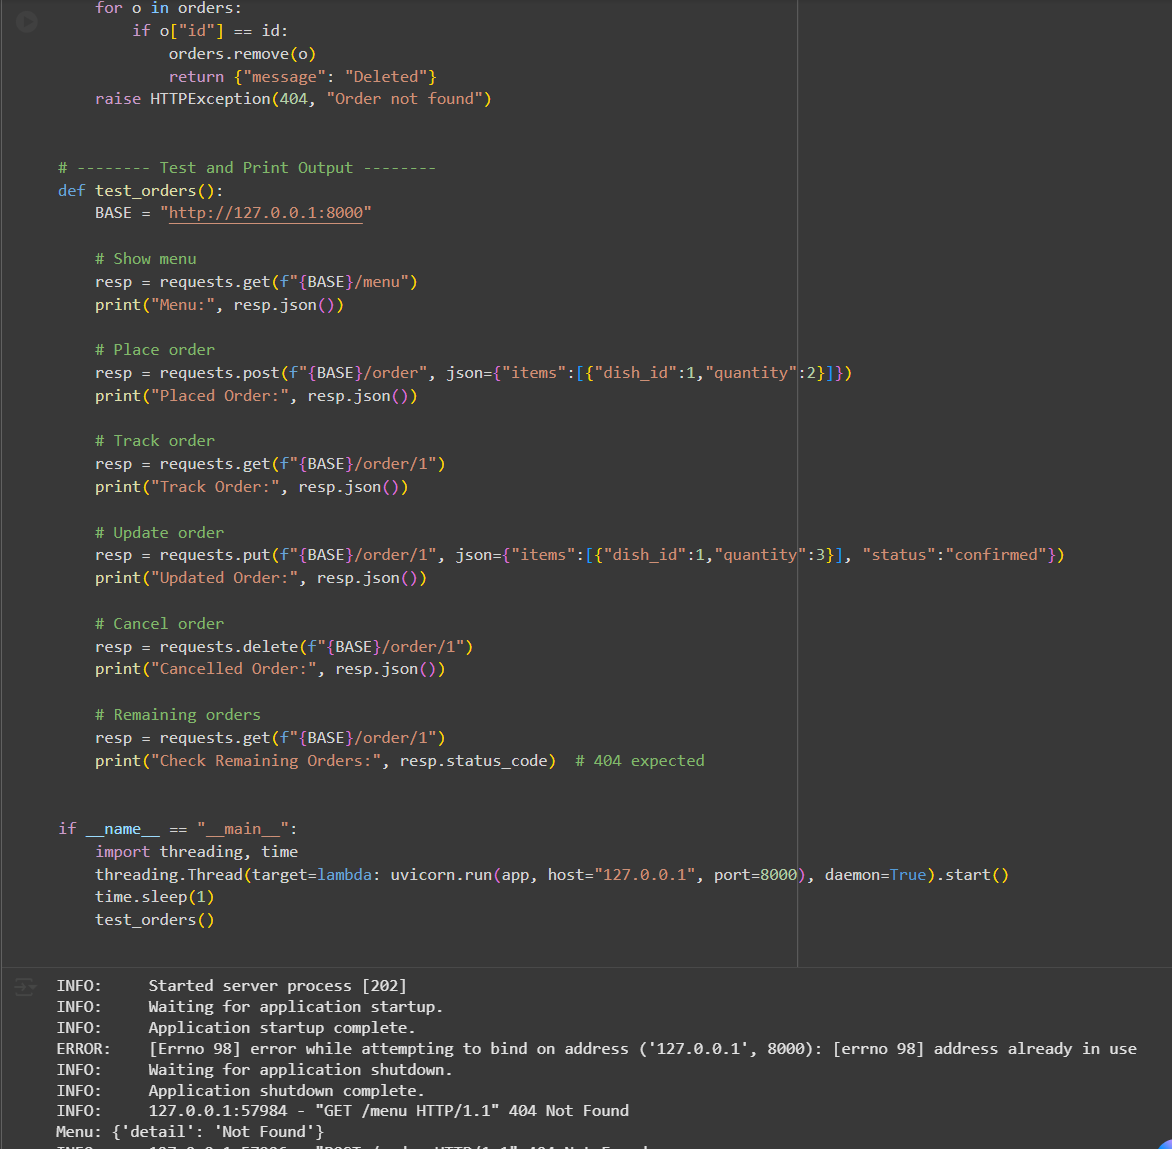 for o in orders:
if o["id"] == id:
orders.remove(o)
return {"message": "Deleted"}
raise HTTPException(404, "Order not found")
# -------- Test and Print Output --------
def test_orders():
BASE = "http://127.0.0.1:8000"
# Show menu
resp = requests.get(f"{BASE}/menu")
print("Menu:", resp.json())
# Place order
resp = requests.post(f"{BASE}/order", json={"items":[{"dish_id":1,"quantity":2}]})
print("Placed Order:", resp.json())
# Track order
resp = requests.get(f"{BASE}/order/1")
print("Track Order:", resp.json())
# Update order
resp = requests.put(f"{BASE}/order/1", json={"items":[{"dish_id":1,"quantity":3}], "status":"confirmed"})
print("Updated Order:", resp.json())
# Cancel order
resp = requests.delete(f"{BASE}/order/1")
print("Cancelled Order:", resp.json())
# Remaining orders
resp = requests.get(f"{BASE}/order/1")
print("Check Remaining Orders:", resp.status_code)  # 404 expected
if __name__ == "__main__":
import threading, time
threading.Thread(target=lambda: uvicorn.run(app, host="127.0.0.1", port=8000), daemon=True).start()
time.sleep(1)
test_orders()
INFO:     Started server process [202]
INFO:     Waiting for application startup.
INFO:     Application startup complete.
ERROR:    [Errno 98] error while attempting to bind on address ('127.0.0.1', 8000): [errno 98] address already in use
INFO:     Waiting for application shutdown.
INFO:     Application shutdown complete.
INFO:     127.0.0.1:57984 - "GET /menu HTTP/1.1" 404 Not Found
Menu: {'detail': 'Not Found'}